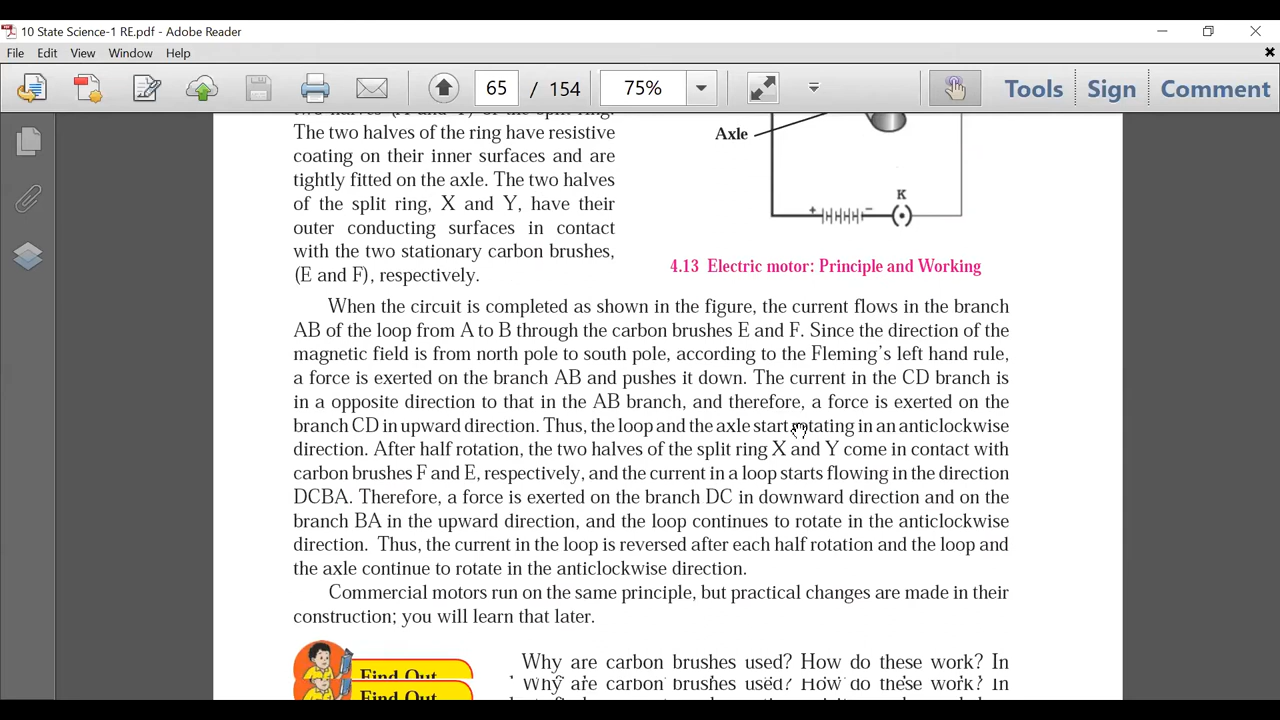 10 State Science-1 RE.pdf - Adobe Reader
File Edit View Window Help
65 / 154 75% Tools Sign Comment
two halves (X and Y) of the split ring.
The two halves of the ring have resistive
coating on their inner surfaces and are
tightly fitted on the axle. The two halves
of the split ring, X and Y, have their
outer conducting surfaces in contact
with the two stationary carbon brushes,
(E and F), respectively.
Axle
K
+ −
4.13 Electric motor: Principle and Working
When the circuit is completed as shown in the figure, the current flows in the branch
AB of the loop from A to B through the carbon brushes E and F. Since the direction of the
magnetic field is from north pole to south pole, according to the Fleming's left hand rule,
a force is exerted on the branch AB and pushes it down. The current in the CD branch is
in a opposite direction to that in the AB branch, and therefore, a force is exerted on the
branch CD in upward direction. Thus, the loop and the axle start rotating in an anticlockwise
direction. After half rotation, the two halves of the split ring X and Y come in contact with
carbon brushes F and E, respectively, and the current in a loop starts flowing in the direction
DCBA. Therefore, a force is exerted on the branch DC in downward direction and on the
branch BA in the upward direction, and the loop continues to rotate in the anticlockwise
direction. Thus, the current in the loop is reversed after each half rotation and the loop and
the axle continue to rotate in the anticlockwise direction.
Commercial motors run on the same principle, but practical changes are made in their
construction; you will learn that later.
Find Out
Why are carbon brushes used? How do these work? In
Find Out
Why are carbon brushes used? How do these work? In